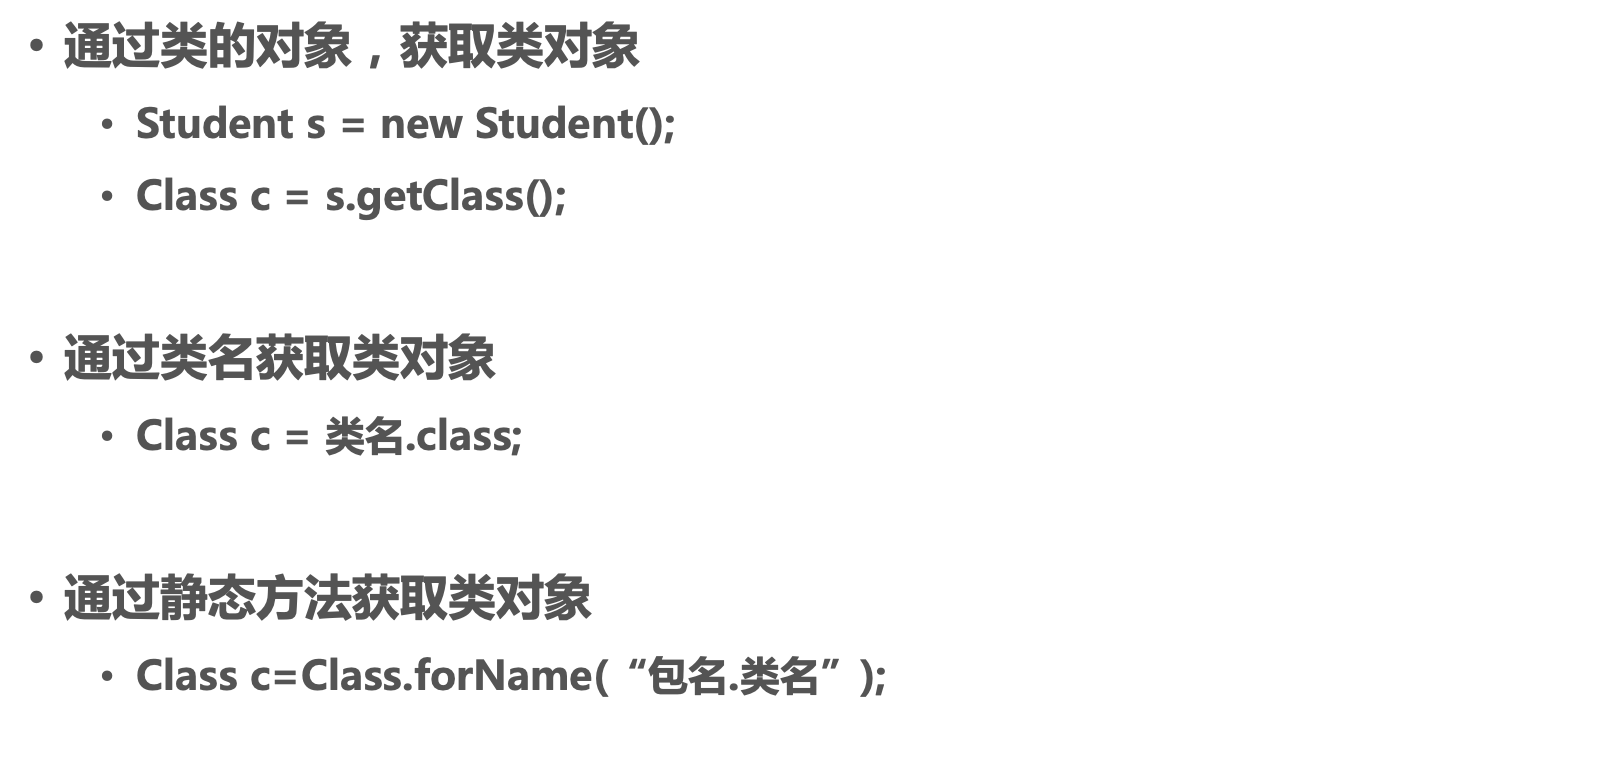 • 通过类的对象，获取类对象
• Student s = new Student();
• Class c = s.getClass();
• 通过类名获取类对象
• Class c = 类名.class;
• 通过静态方法获取类对象
• Class c=Class.forName( “包名.类名” );